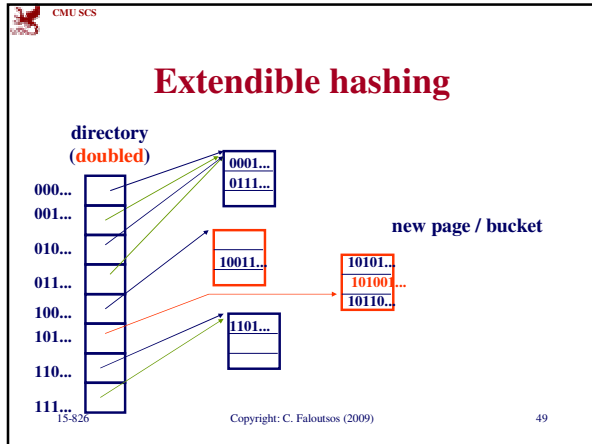 CMU SCS
Extendible hashing
directory
(doubled)
000...
001...
010...
011...
100...
101...
110...
111...
0001...
0111...
10011...
1101...
new page / bucket
10101...
101001...
10110...
15-826
Copyright: C. Faloutsos (2009)
49